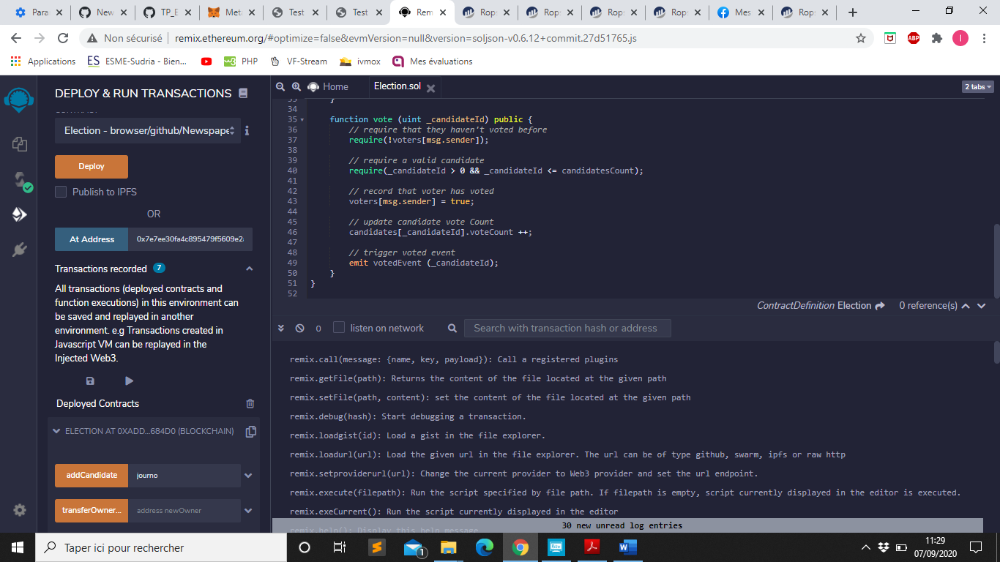 Para
New
TP_E
Meta
Test
Test
Rem
Rops
Rops
Rops
Rops
Mes
Rops
Non sécurisé
remix.ethereum.org/#optimize=false&evmVersion=null&version=soljson-v0.6.12+commit.27d51765.js
ABP
I
Applications
ES ESME-Sudria - Bien...
PHP
VF-Stream
ivmox
Mes évaluations
DEPLOY & RUN TRANSACTIONS
Election - browser/github/Newspape
Deploy
Publish to IPFS
OR
At Address
0x7e7ee30fa4c895479f5609e2
Transactions recorded 7
All transactions (deployed contracts and
function executions) in this environment can
be saved and replayed in another
environment. e.g Transactions created in
Javascript VM can be replayed in the
Injected Web3.
Deployed Contracts
ELECTION AT 0XADD...684D0 (BLOCKCHAIN)
addCandidate
journo
transferOwner...
address newOwner
Home
Election.sol
2 tabs
33 }
34
35 function vote (uint _candidateId) public {
36 // require that they haven't voted before
37 require(!voters[msg.sender]);
38
39 // require a valid candidate
40 require(_candidateId > 0 && _candidateId <= candidatesCount);
41
42 // record that voter has voted
43 voters[msg.sender] = true;
44
45 // update candidate vote Count
46 candidates[_candidateId].voteCount ++;
47
48 // trigger voted event
49 emit votedEvent (_candidateId);
50 }
51 }
52
ContractDefinition Election
0 reference(s)
0
listen on network
Search with transaction hash or address
remix.call(message: {name, key, payload}): Call a registered plugins
remix.getFile(path): Returns the content of the file located at the given path
remix.setFile(path, content): set the content of the file located at the given path
remix.debug(hash): Start debugging a transaction.
remix.loadgist(id): Load a gist in the file explorer.
remix.loadurl(url): Load the given url in the file explorer. The url can be of type github, swarm, ipfs or raw http
remix.setproviderurl(url): Change the current provider to Web3 provider and set the url endpoint.
remix.execute(filepath): Run the script specified by file path. If filepath is empty, script currently displayed in the editor is executed.
remix.exeCurrent(): Run the script currently displayed in the editor
remix.help(): Display this help message
30 new unread log entries
Taper ici pour rechercher
1
11:29
07/09/2020